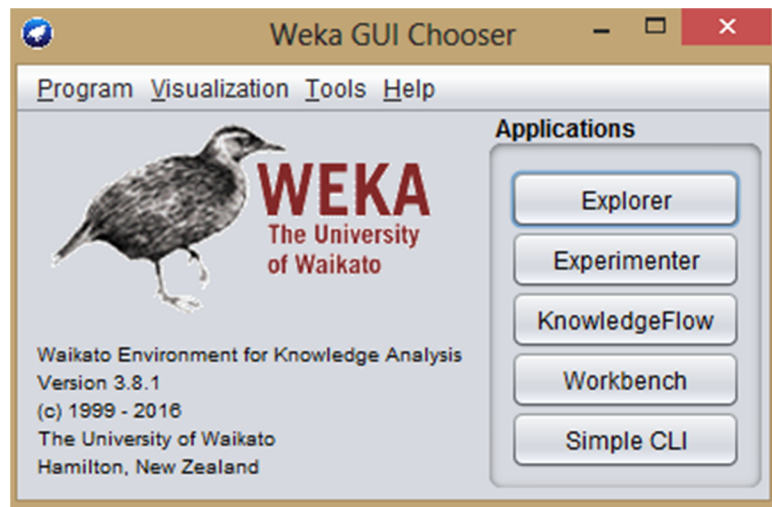 Weka GUI Chooser
Program Visualization Tools Help
WEKA
The University
of Waikato
Waikato Environment for Knowledge Analysis
Version 3.8.1
(c) 1999 - 2016
The University of Waikato
Hamilton, New Zealand
Applications
Explorer
Experimenter
KnowledgeFlow
Workbench
Simple CLI